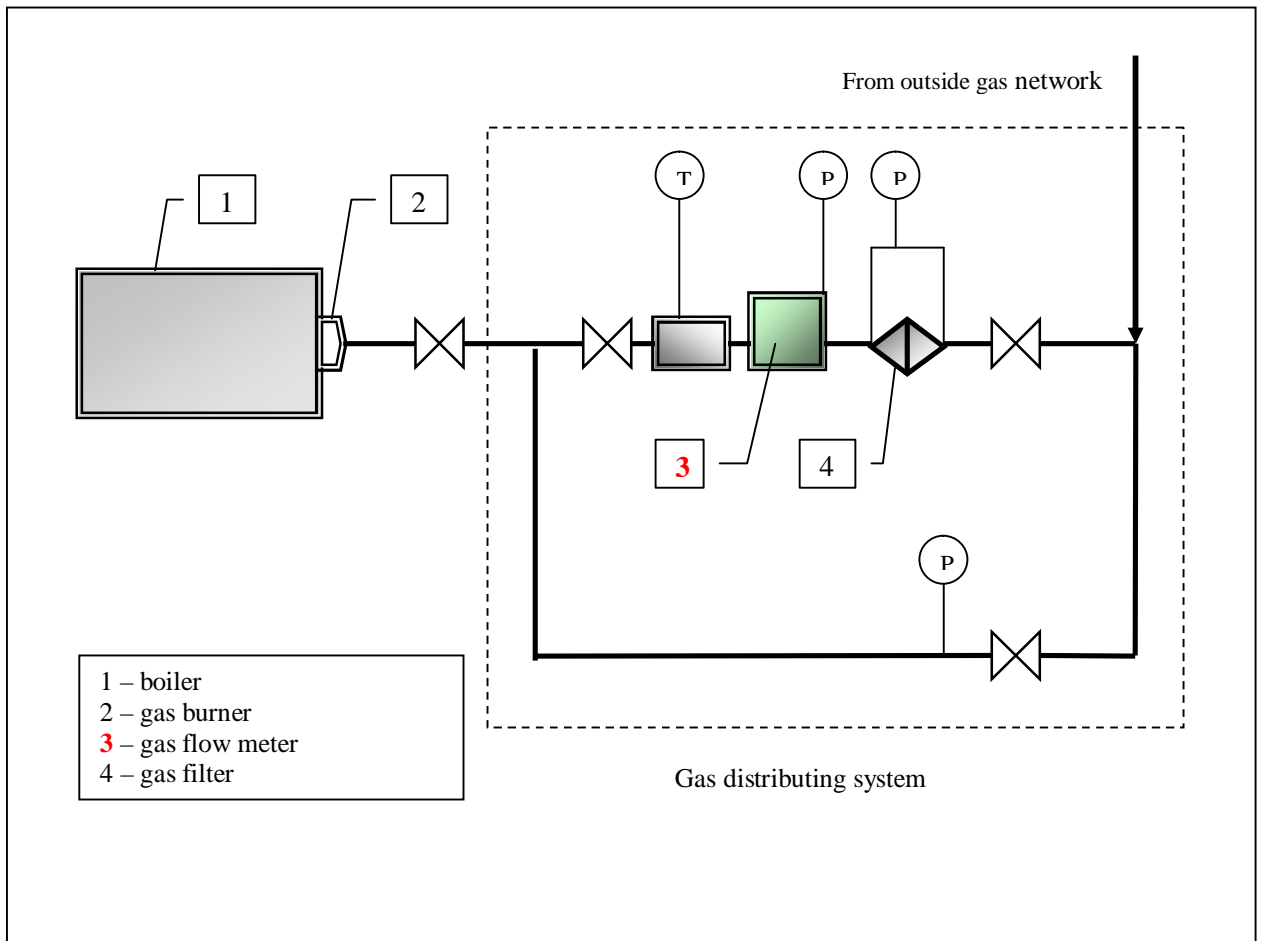 From outside gas network
T
P
P
1
2
3
4
P
1 – boiler
2 – gas burner
3 – gas flow meter
4 – gas filter
Gas distributing system